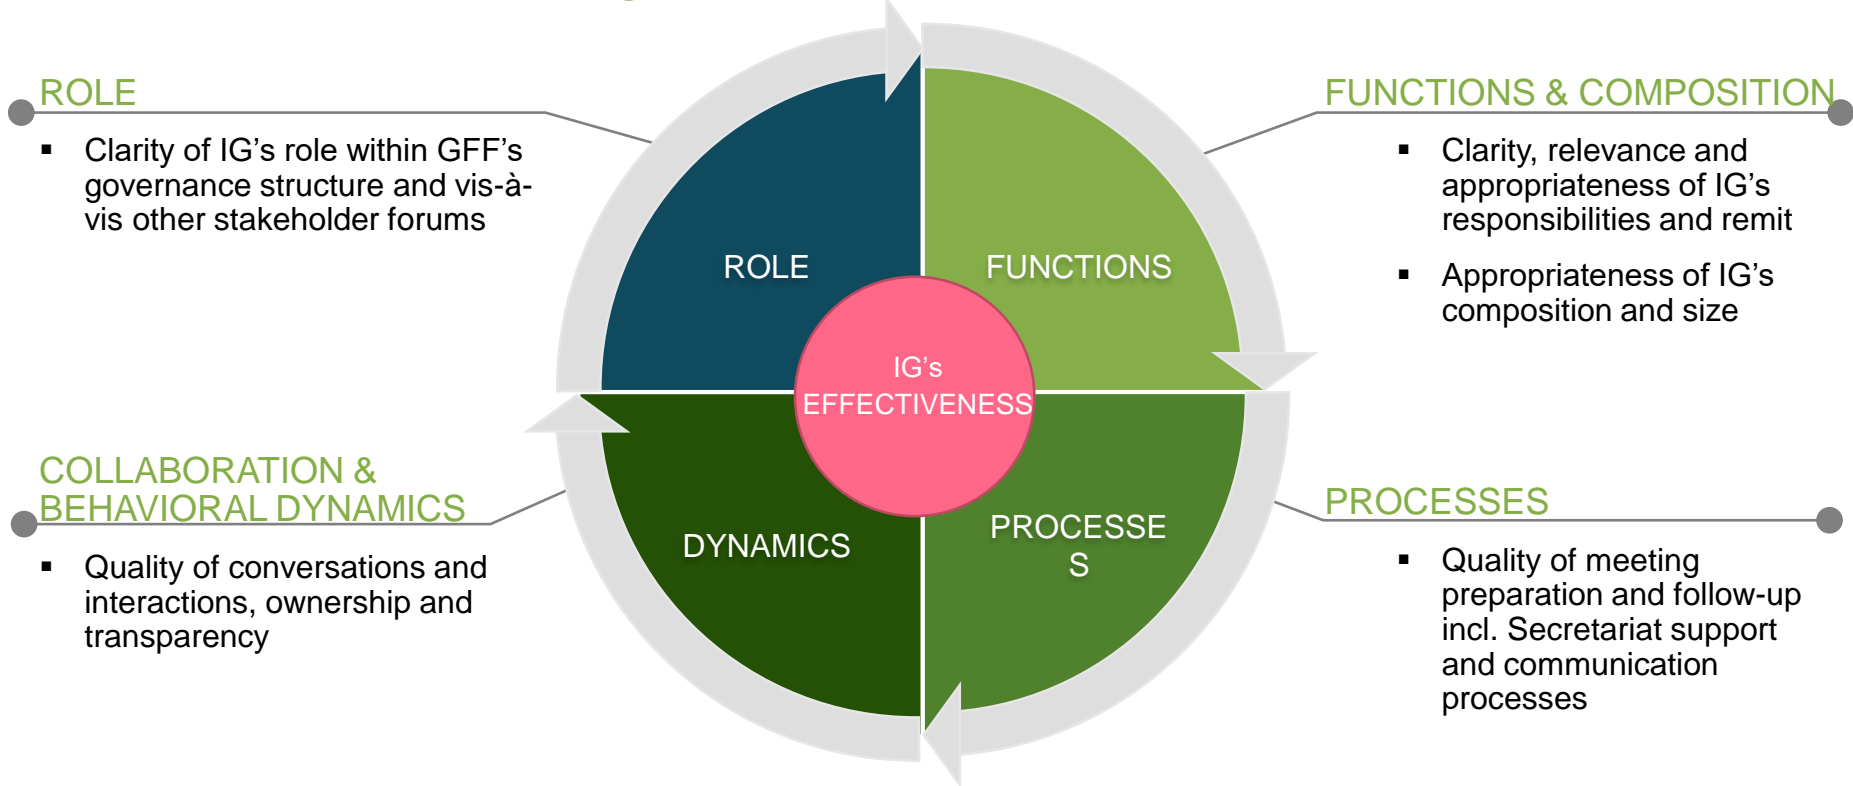 ROLE
▪ Clarity of IG’s role within GFF’s
governance structure and vis-à-
vis other stakeholder forums
FUNCTIONS & COMPOSITION
▪ Clarity, relevance and
appropriateness of IG’s
responsibilities and remit
▪ Appropriateness of IG’s
composition and size
ROLE
FUNCTIONS
IG’s
EFFECTIVENESS
DYNAMICS
PROCESSE
S
COLLABORATION &
BEHAVIORAL DYNAMICS
▪ Quality of conversations and
interactions, ownership and
transparency
PROCESSES
▪ Quality of meeting
preparation and follow-up
incl. Secretariat support
and communication
processes